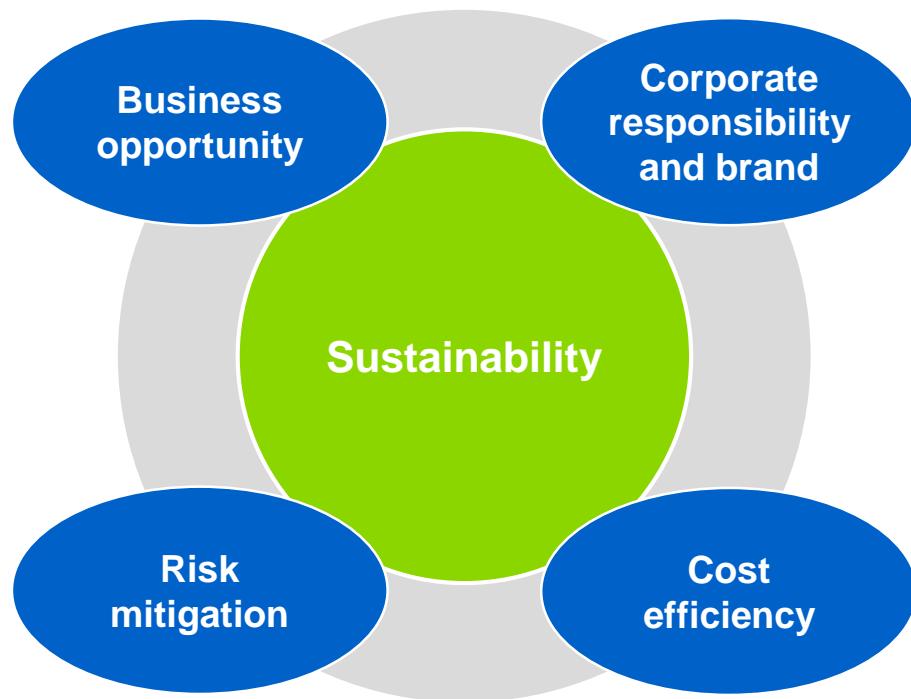 Business
opportunity
Corporate
responsibility
and brand
Sustainability
Risk
mitigation
Cost
efficiency